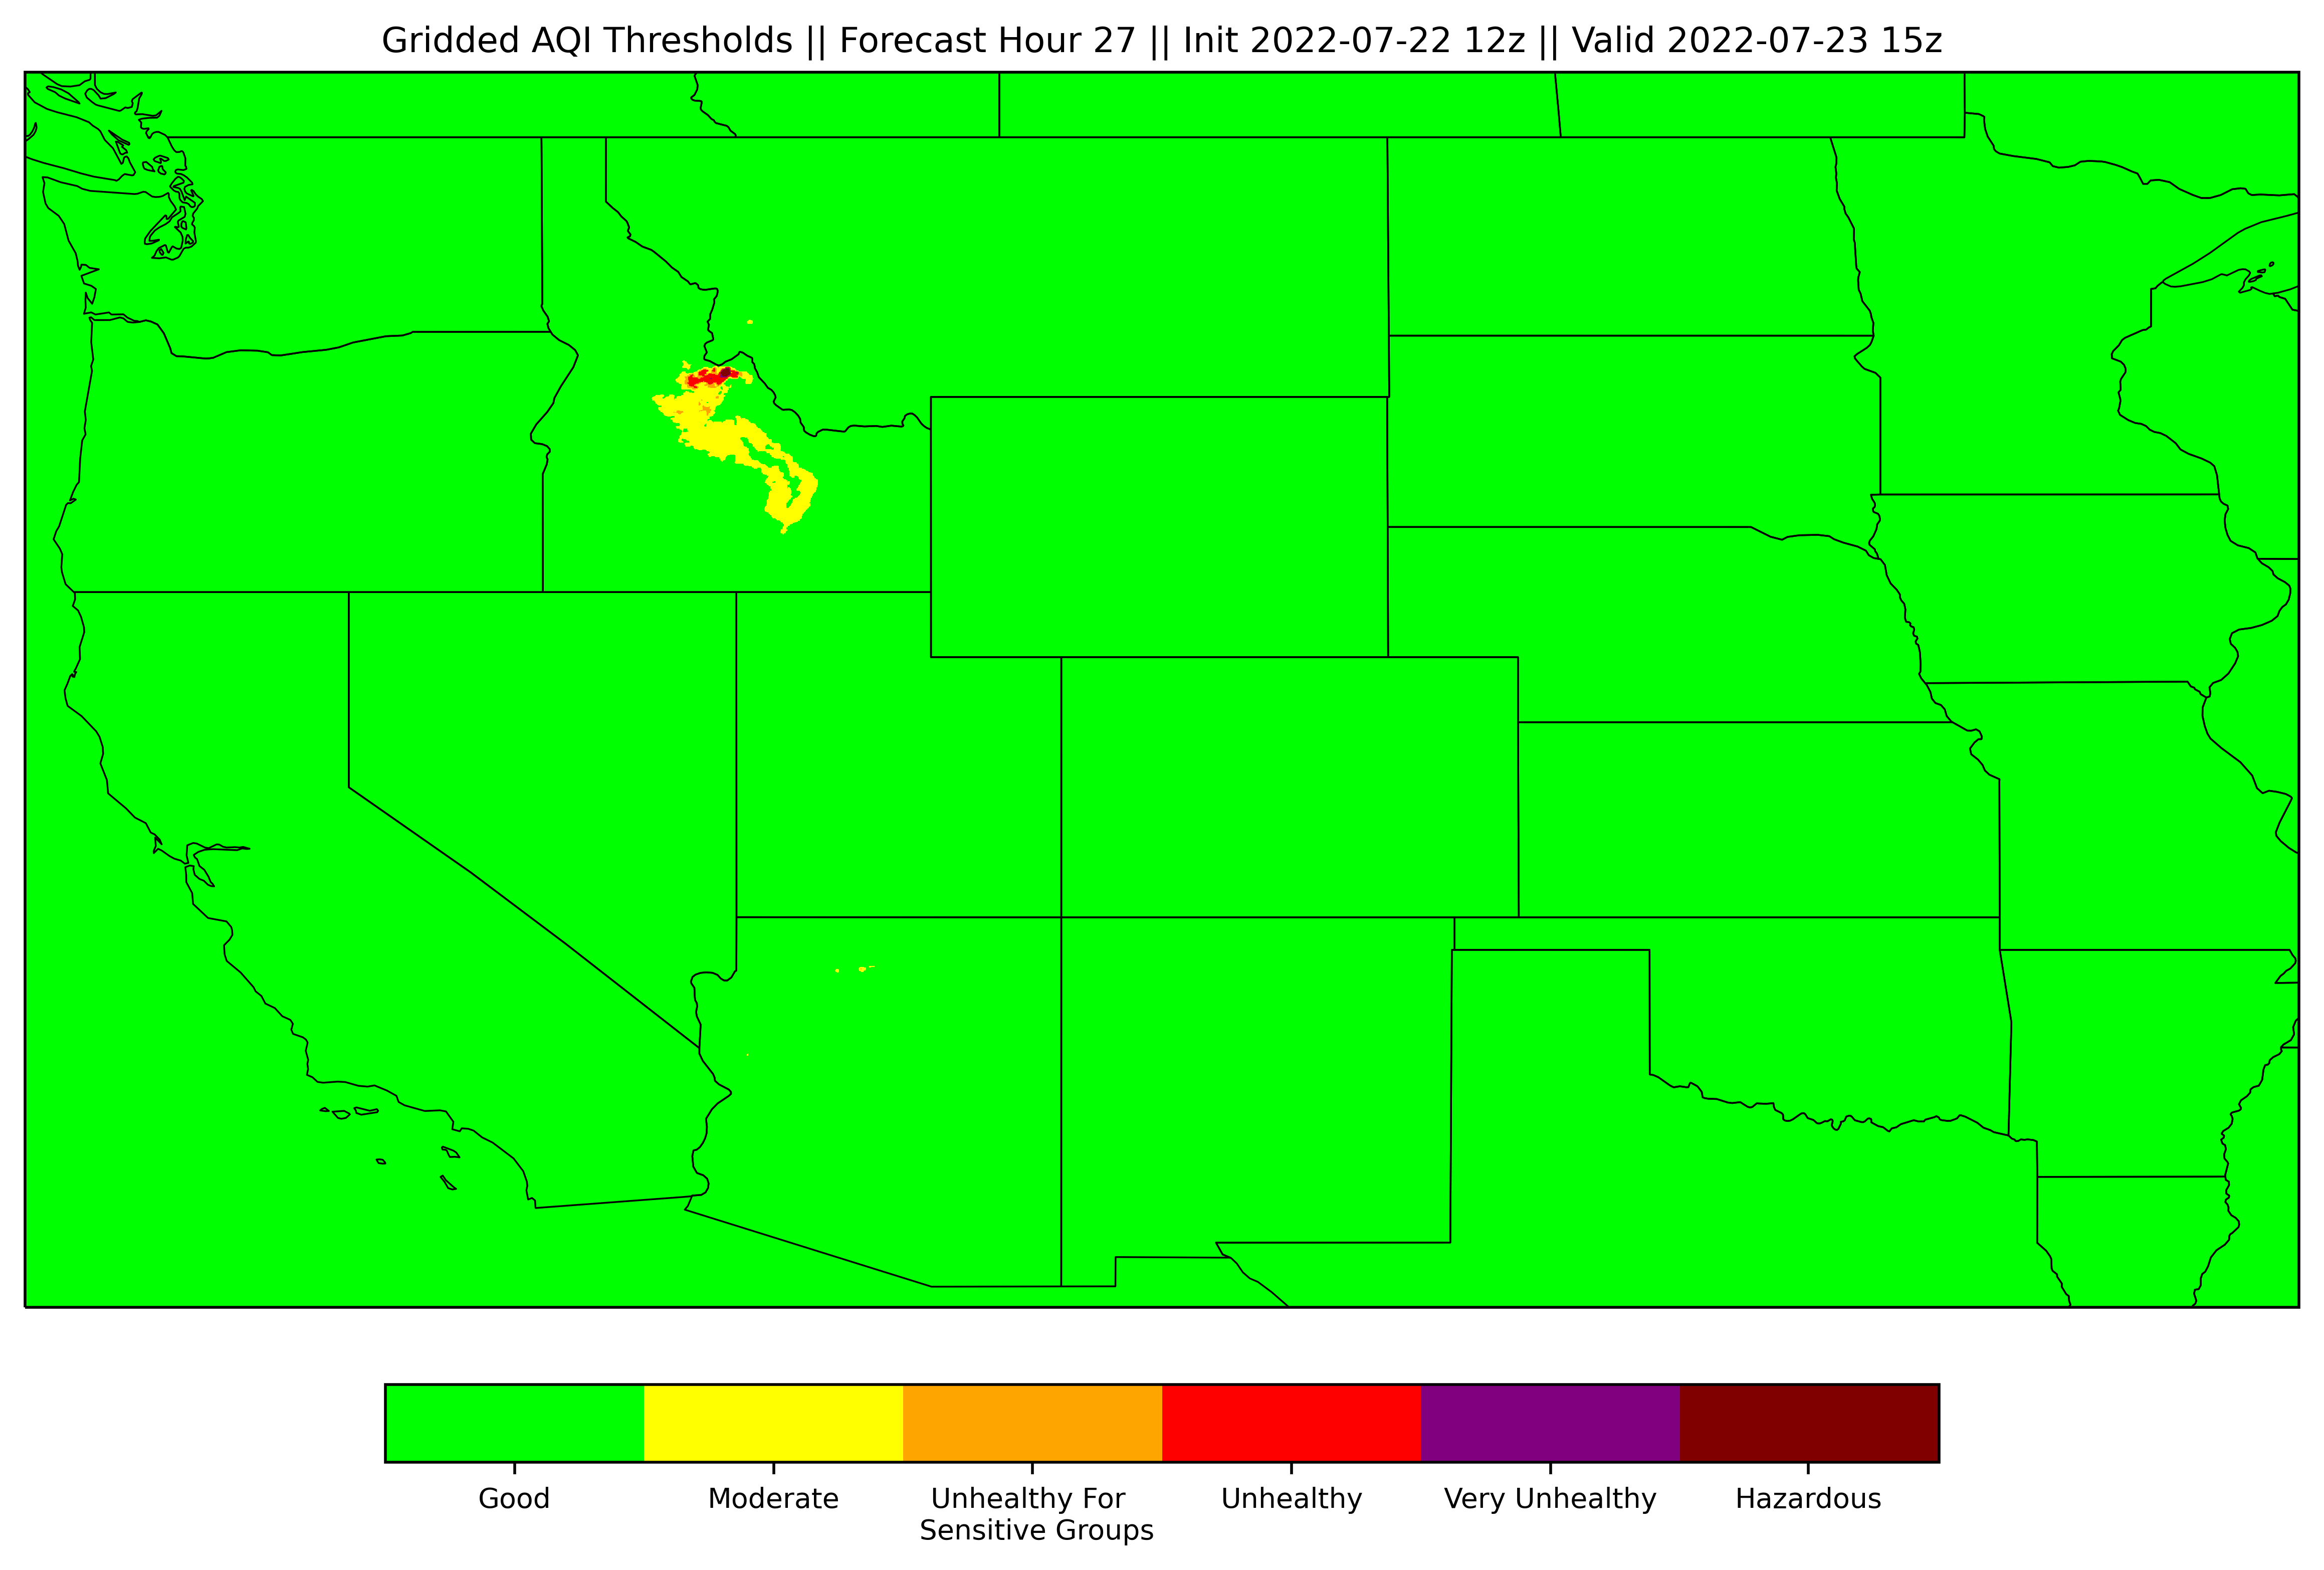 Gridded AQI Thresholds || Forecast Hour 27 || Init 2022-07-22 12z || Valid 2022-07-23 15z
Good
Moderate
Unhealthy For
Sensitive Groups
Unhealthy
Very Unhealthy
Hazardous